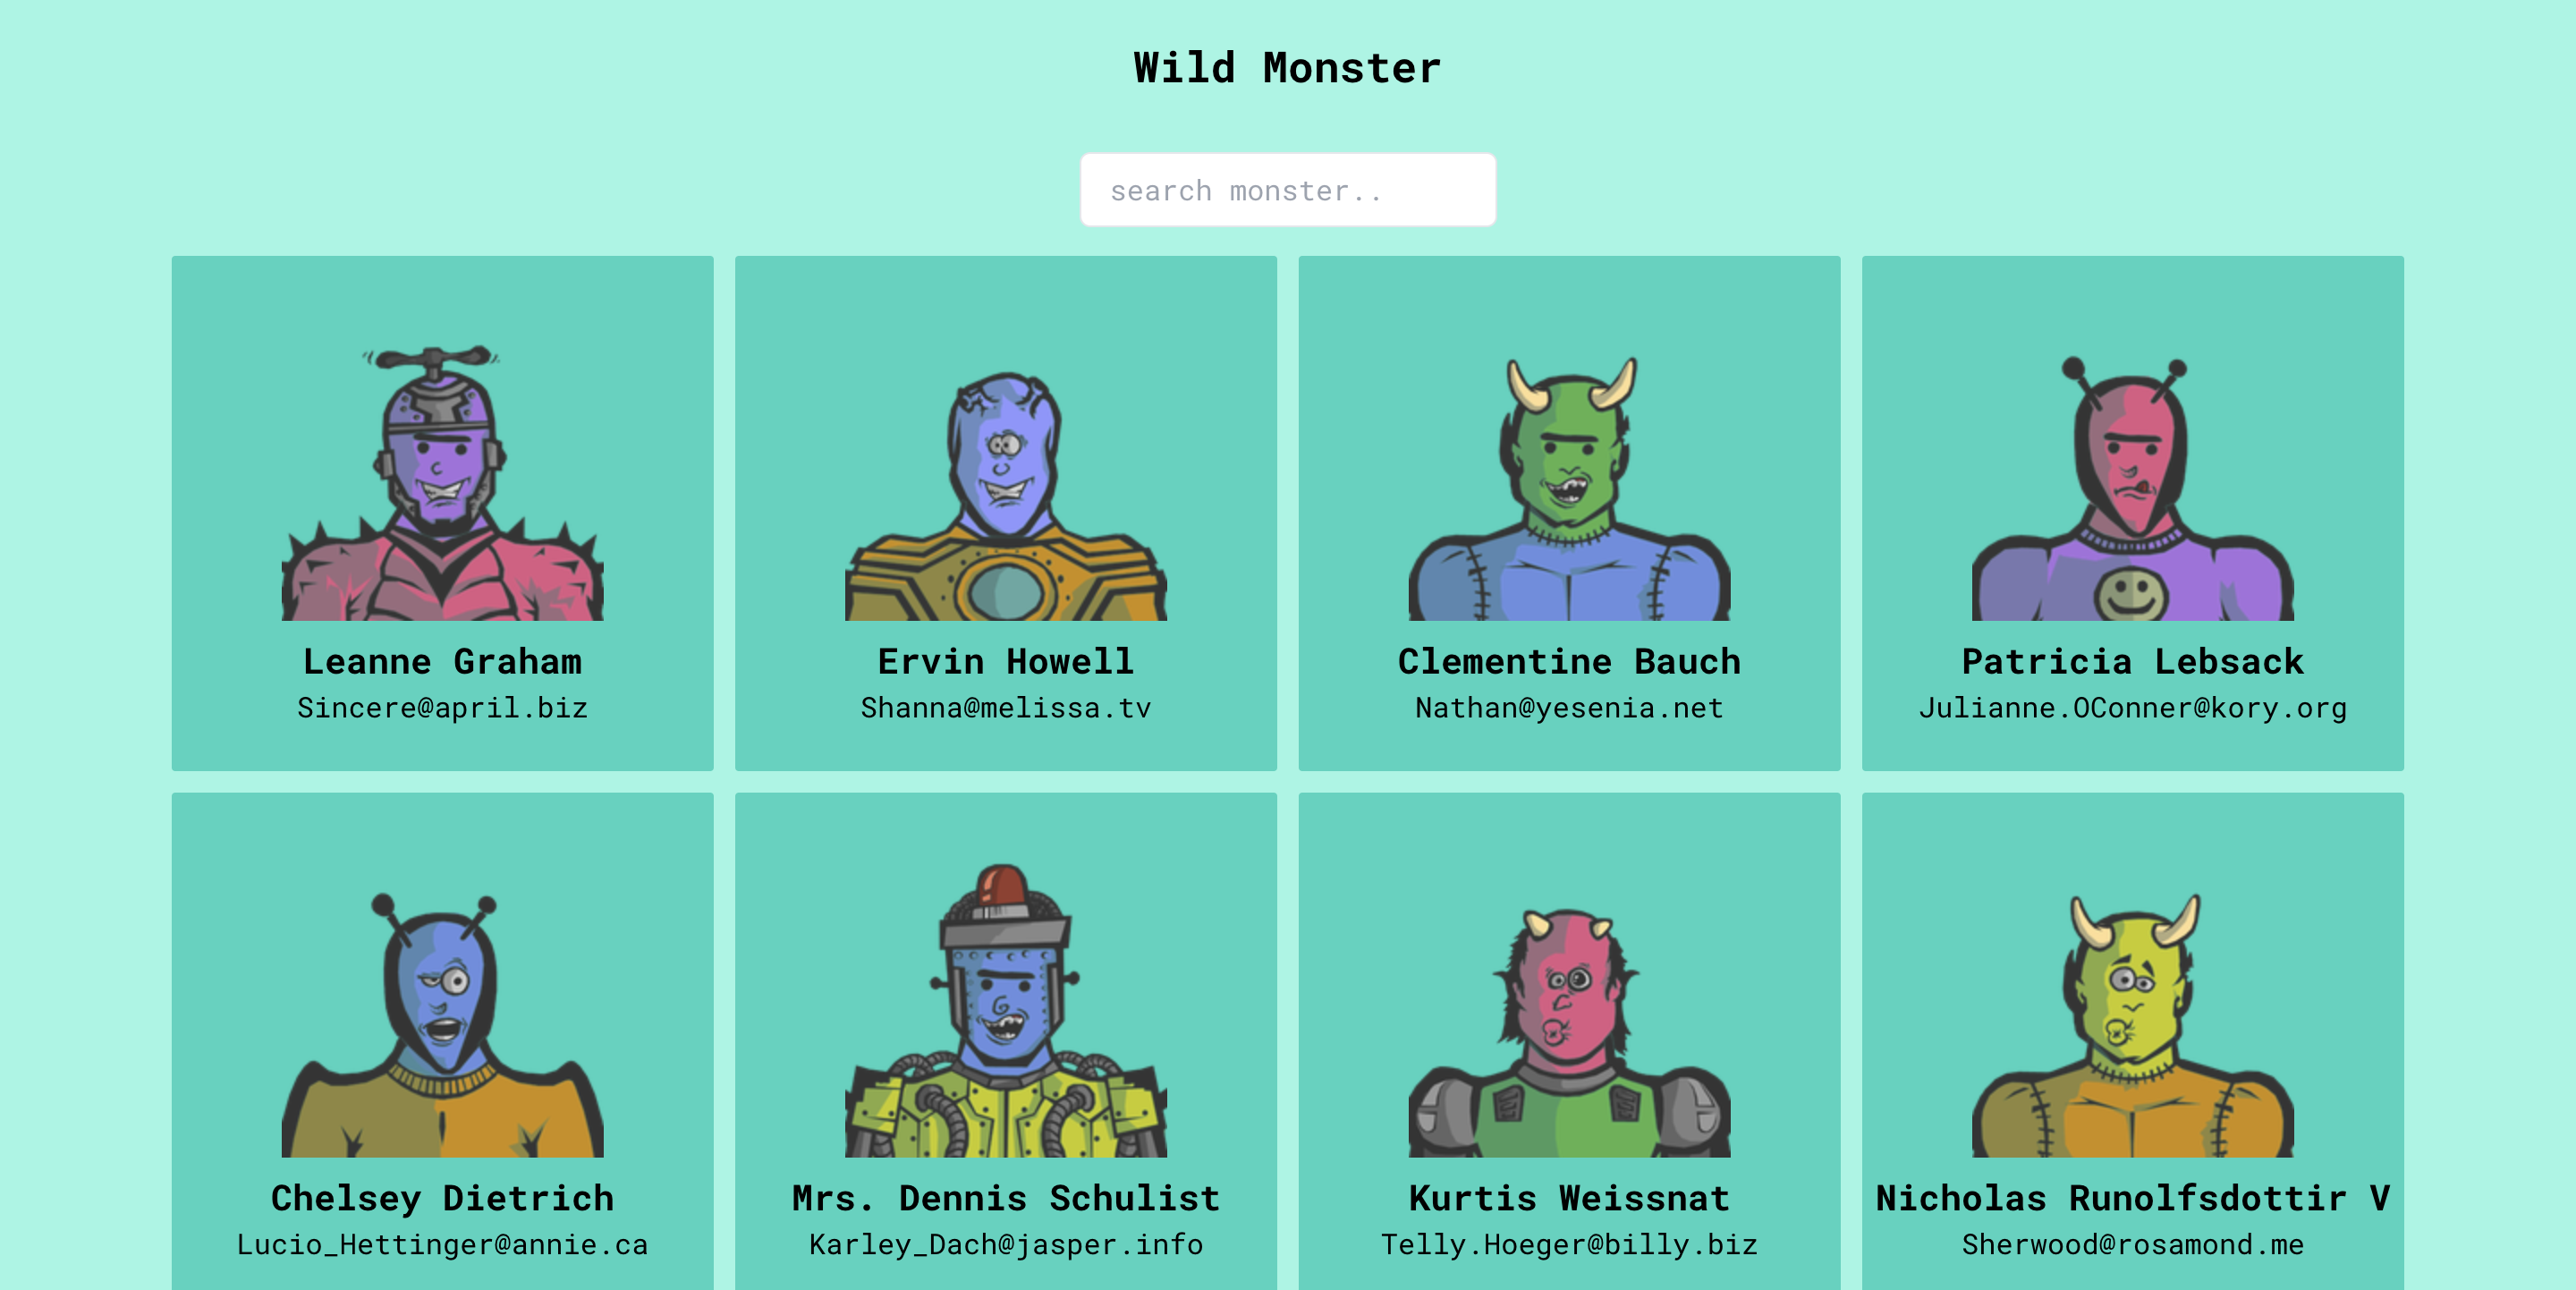 Wild Monster
search monster..
Leanne Graham
Sincere@april.biz
Ervin Howell
Shanna@melissa.tv
Clementine Bauch
Nathan@yesenia.net
Patricia Lebsack
Julianne.OConner@kory.org
Chelsey Dietrich
Lucio_Hettinger@annie.ca
Mrs. Dennis Schulist
Karley_Dach@jasper.info
Kurtis Weissnat
Telly.Hoeger@billy.biz
Nicholas Runolfsdottir V
Sherwood@rosamond.me